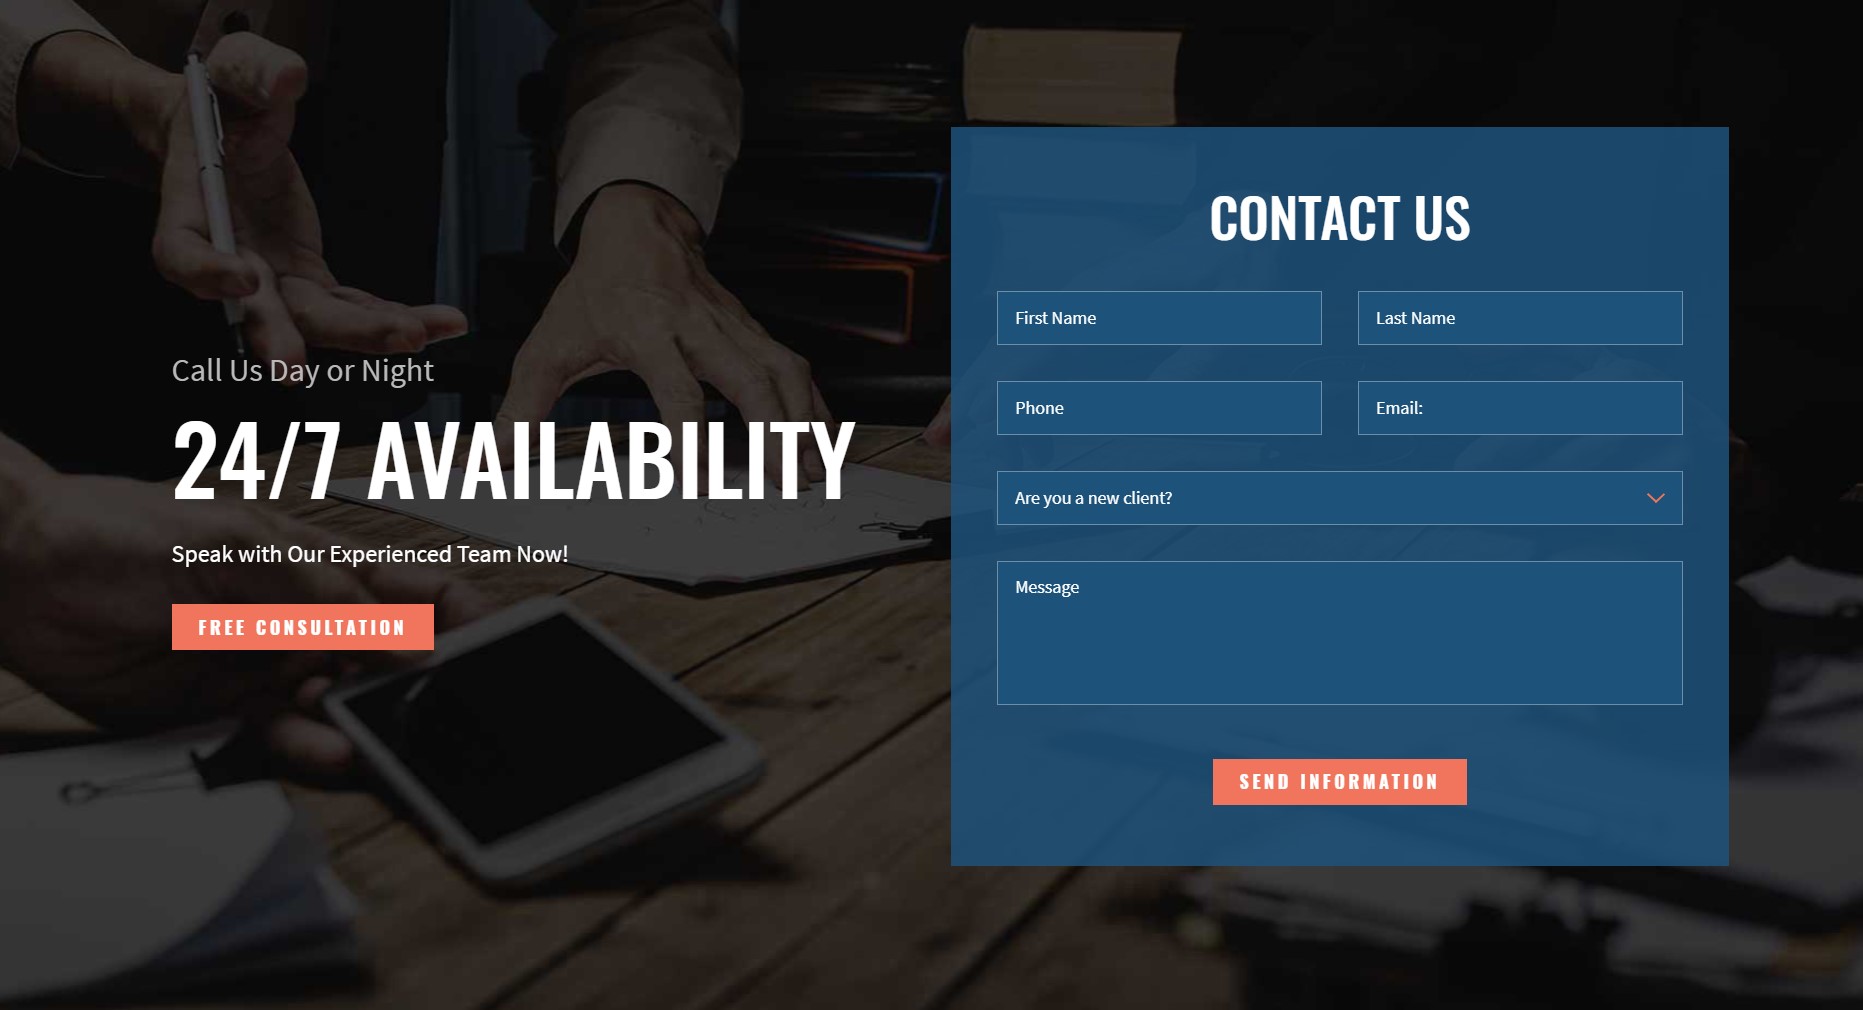 Call Us Day or Night
24/7 AVAILABILITY
Speak with Our Experienced Team Now!
FREE CONSULTATION
CONTACT US
First Name
Last Name
Phone
Email:
Are you a new client?
Message
SEND INFORMATION